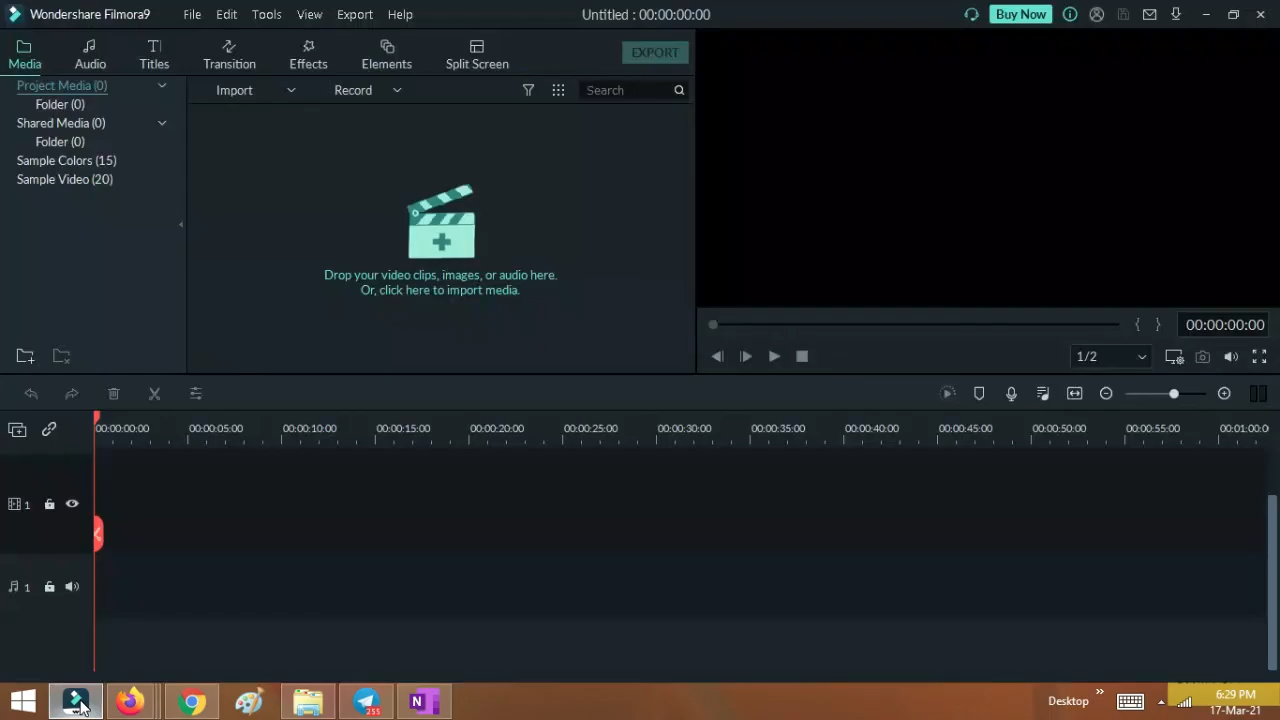 Wondershare Filmora9 File Edit Tools View Export Help Untitled : 00:00:00:00 Buy Now
Media Audio Titles Transition Effects Elements Split Screen EXPORT
Project Media (0)
Folder (0)
Shared Media (0)
Folder (0)
Sample Colors (15)
Sample Video (20)
Import Record Search
Drop your video clips, images, or audio here.
Or, click here to import media.
{ } 00:00:00:00
1/2
00:00:00:00 00:00:05:00 00:00:10:00 00:00:15:00 00:00:20:00 00:00:25:00 00:00:30:00 00:00:35:00 00:00:40:00 00:00:45:00 00:00:50:00 00:00:55:00 00:01:00:0
1
1
255 N Desktop 6:29 PM
17-Mar-21